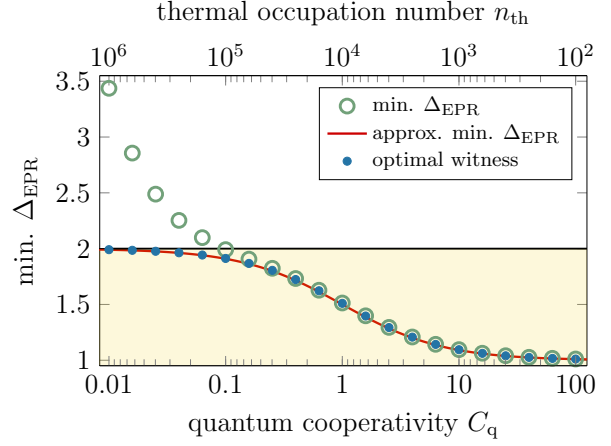 thermal occupation number n_th
10^6 10^5 10^4 10^3 10^2
3.5
3
2.5
2
1.5
1
min. Δ_EPR
min. Δ_EPR
approx. min. Δ_EPR
optimal witness
0.01 0.1 1 10 100
quantum cooperativity C_q